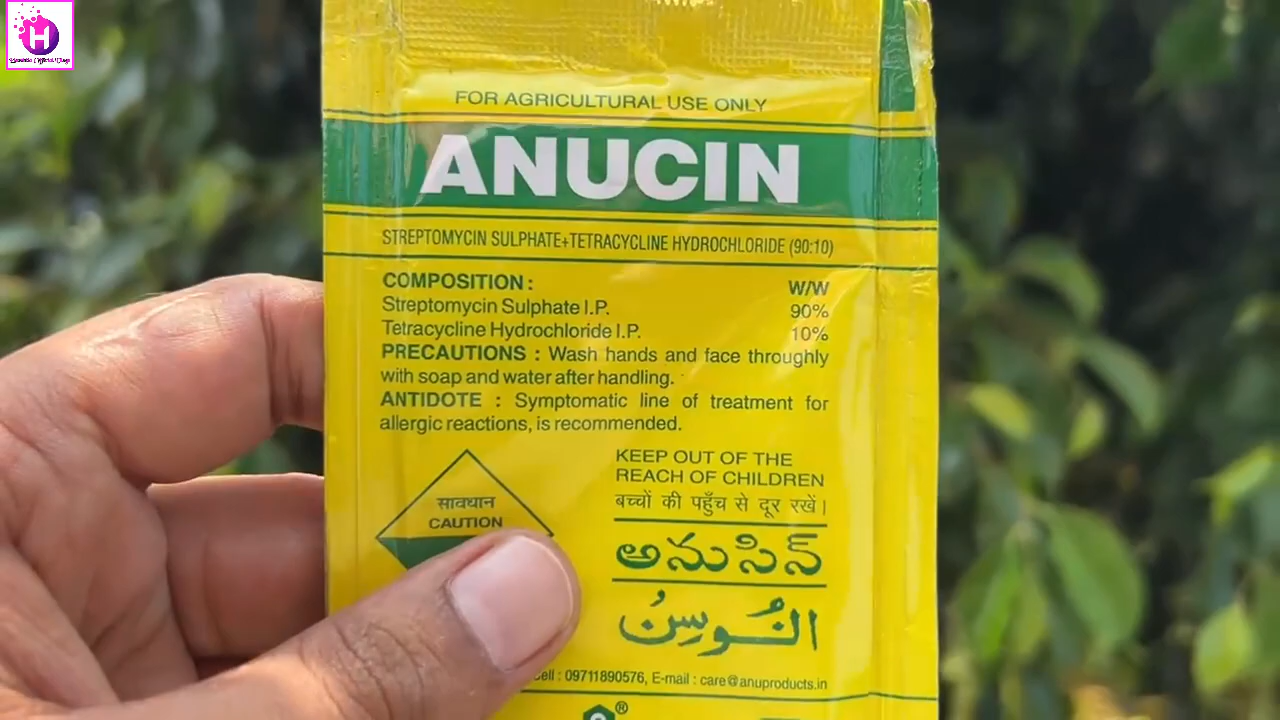 H
FOR AGRICULTURAL USE ONLY
ANUCIN
STREPTOMYCIN SULPHATE+TETRACYCLINE HYDROCHLORIDE (90:10)
COMPOSITION : W/W
Streptomycin Sulphate I.P. 90%
Tetracycline Hydrochloride I.P. 10%
PRECAUTIONS : Wash hands and face throughly
with soap and water after handling.
ANTIDOTE : Symptomatic line of treatment for
allergic reactions, is recommended.
सावधान
CAUTION
KEEP OUT OF THE
REACH OF CHILDREN
बच्चों की पहुँच से दूर रखें।
అనుసిన్
: 09711890576, E-mail : care@anuproducts.in
®